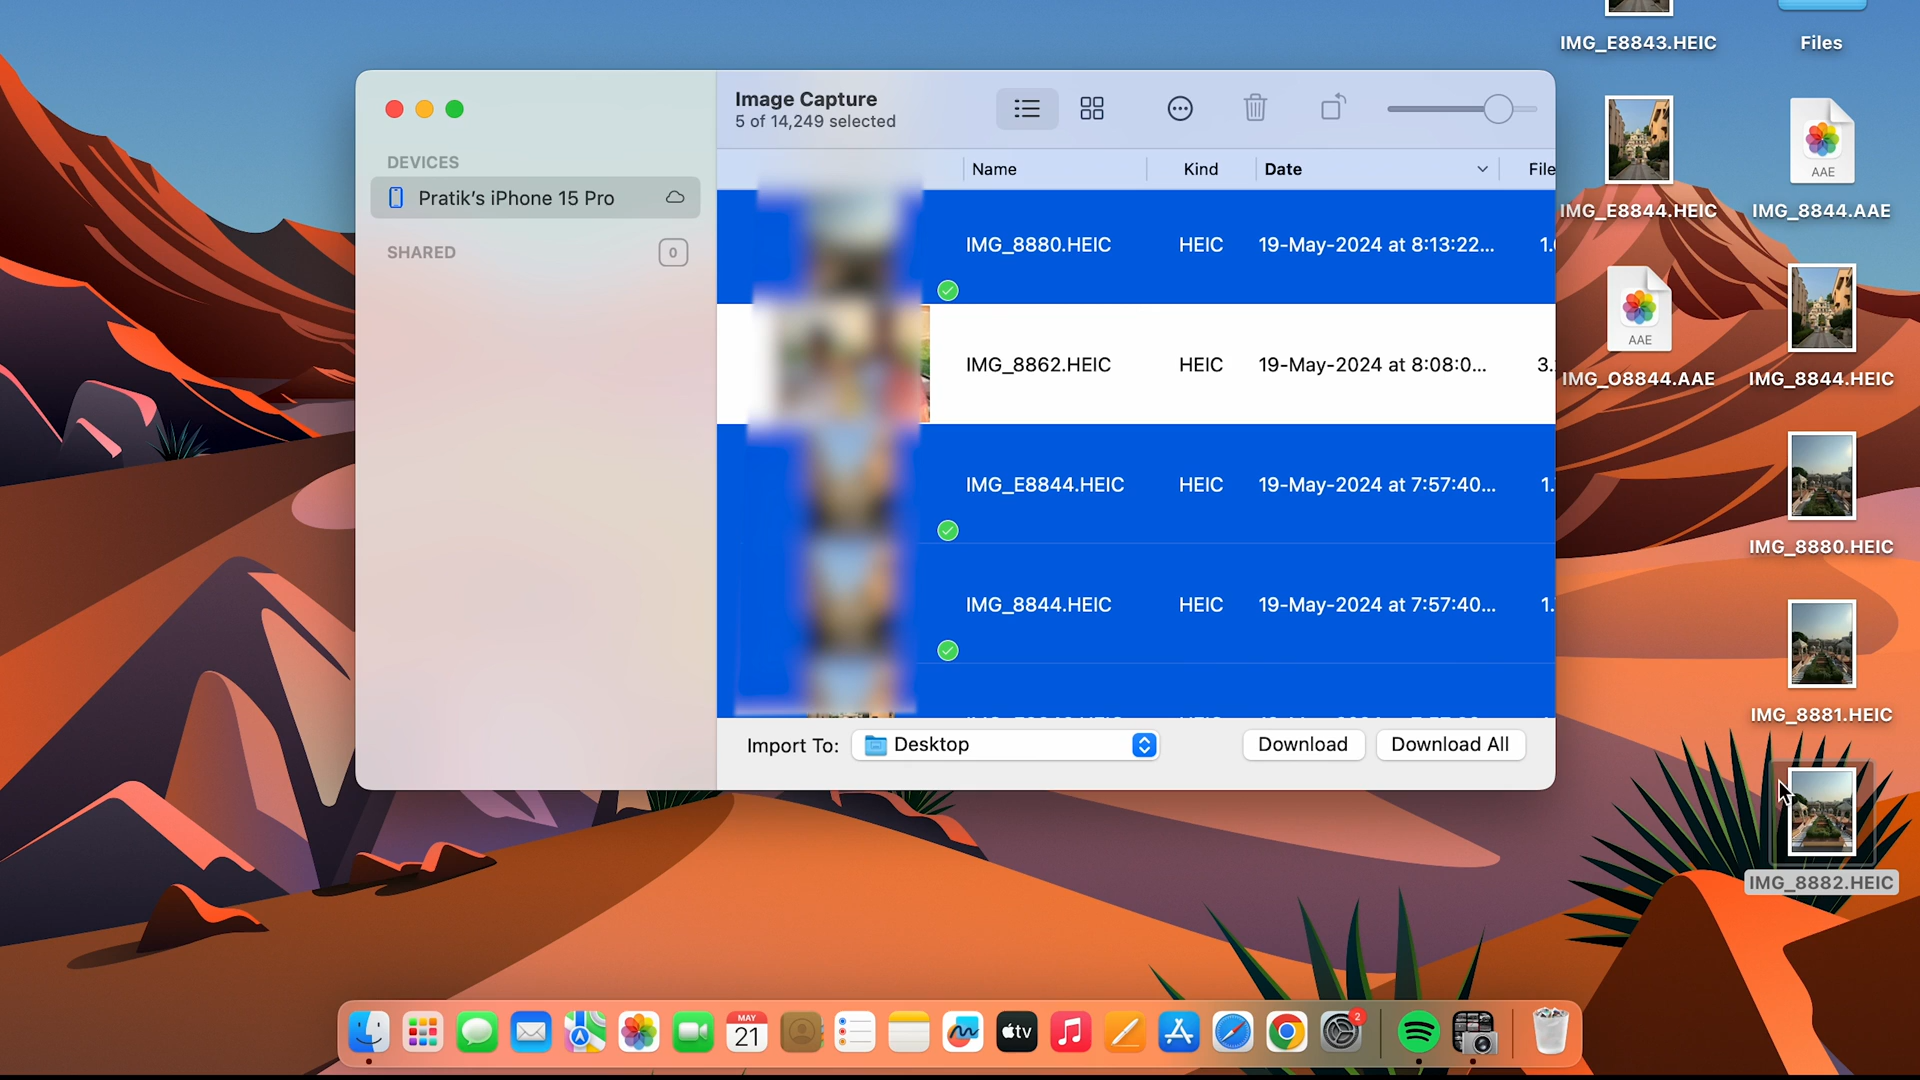 IMG_E8843.HEIC
Files
Image Capture
5 of 14,249 selected
DEVICES
Pratik's iPhone 15 Pro
SHARED
0
Name
Kind
Date
File
IMG_8880.HEIC HEIC 19-May-2024 at 8:13:22...
IMG_8862.HEIC HEIC 19-May-2024 at 8:08:0...
IMG_E8844.HEIC HEIC 19-May-2024 at 7:57:40...
IMG_8844.HEIC HEIC 19-May-2024 at 7:57:40...
Import To:
Desktop
Download
Download All
AAE
IMG_E8844.HEIC
IMG_8844.AAE
AAE
IMG_O8844.AAE
IMG_8844.HEIC
IMG_8880.HEIC
IMG_8881.HEIC
IMG_8882.HEIC
MAY
21
tv
2